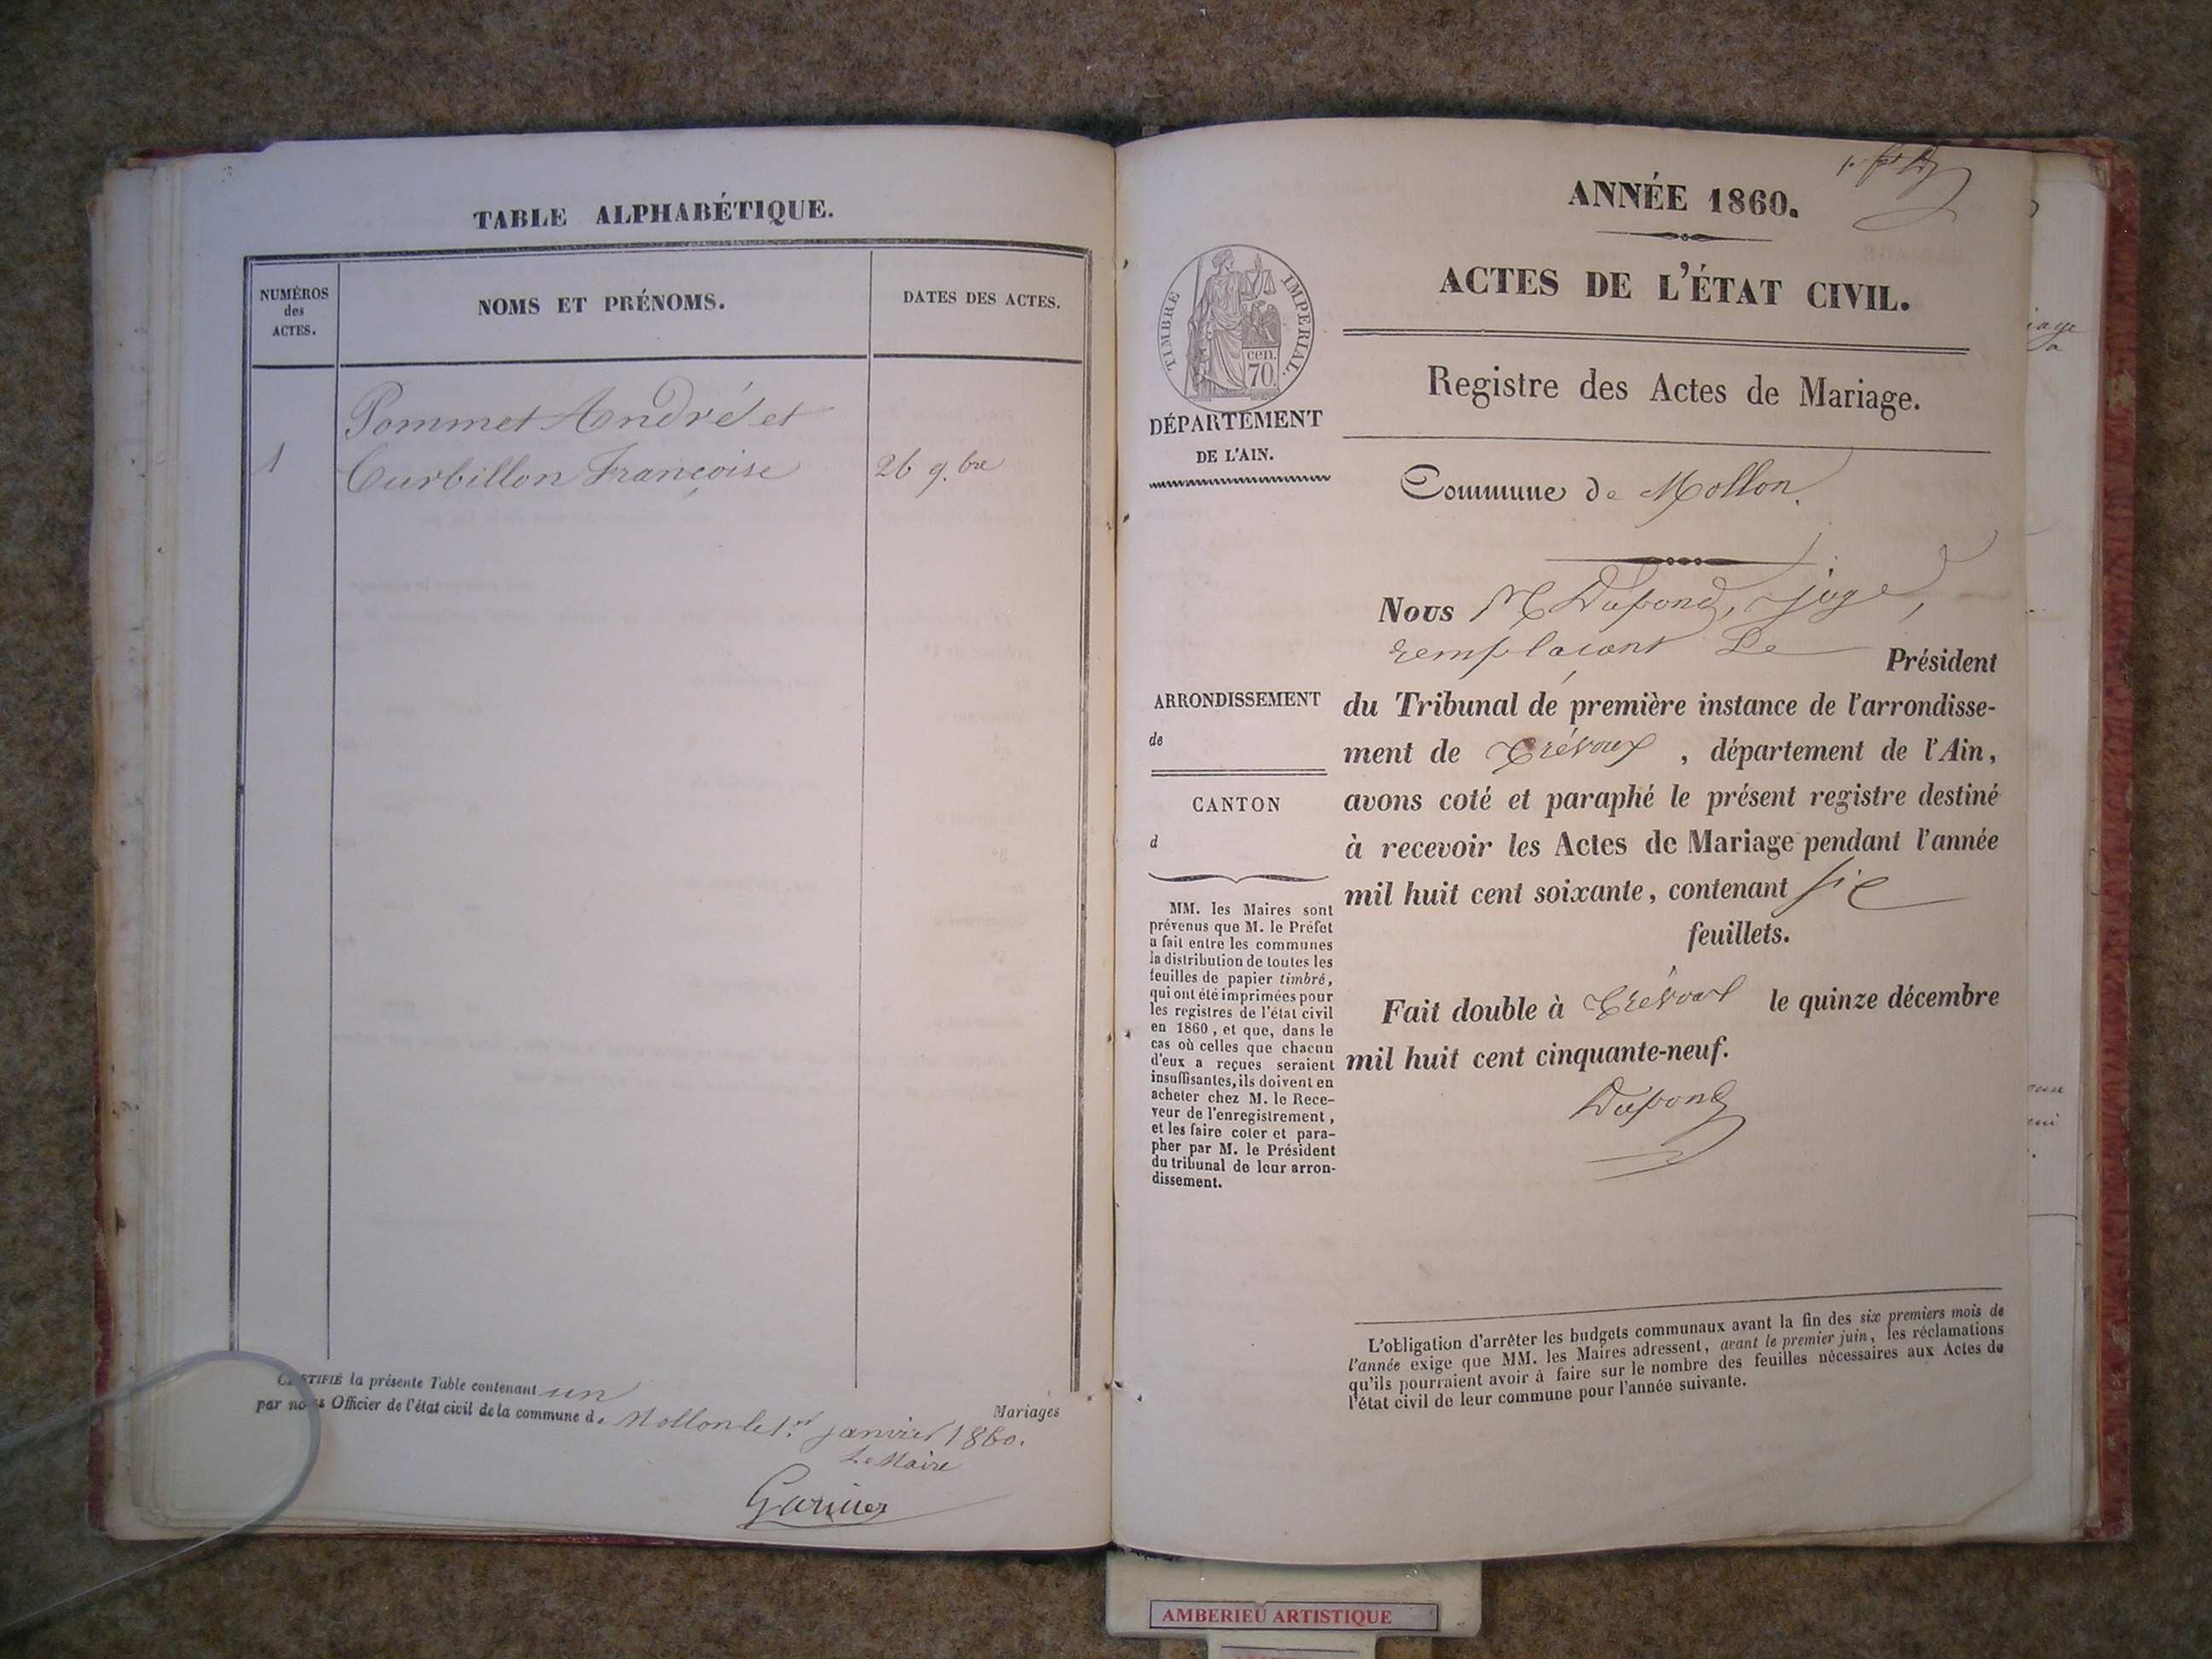 TABLE ALPHABÉTIQUE.
NUMÉROS
des
ACTES.
NOMS ET PRÉNOMS.
DATES DES ACTES.
Pommet André et
1 Curbillon Françoise 26 9.bre
CERTIFIÉ la présente Table contenant un Mariages
par nous Officier de l'état civil de la commune de Mollon le 1.er janvier 1860.
Le Maire
Garnier
ANNÉE 1860.
ACTES DE L'ÉTAT CIVIL.
TIMBRE IMPERIAL.
cen.
70
DÉPARTEMENT
DE L'AIN.
Registre des Actes de Mariage.
Commune de Mollon.
ARRONDISSEMENT
de
CANTON
d
MM. les Maires sont
prévenus que M. le Préfet
a fait entre les communes
la distribution de toutes les
feuilles de papier timbré,
qui ont été imprimées pour
les registres de l'état civil
en 1860, et que, dans le
cas où celles que chacun
d'eux a reçues seraient
insuffisantes, ils doivent en
acheter chez M. le Rece-
veur de l'enregistrement,
et les faire coter et para-
pher par M. le Président
du tribunal de leur arron-
dissement.
Nous M Dupond, juge,
remplaçant Le Président
du Tribunal de première instance de l'arrondisse-
ment de Trévoux, département de l'Ain,
avons coté et paraphé le présent registre destiné
à recevoir les Actes de Mariage pendant l'année
mil huit cent soixante, contenant six
feuillets.
Fait double à Trévoux le quinze décembre
mil huit cent cinquante-neuf.
Dupond
L'obligation d'arrêter les budgets communaux avant la fin des six premiers mois de
l'année exige que MM. les Maires adressent, avant le premier juin, les réclamations
qu'ils pourraient avoir à faire sur le nombre des feuilles nécessaires aux Actes de
l'état civil de leur commune pour l'année suivante.
AMBERIEU ARTISTIQUE